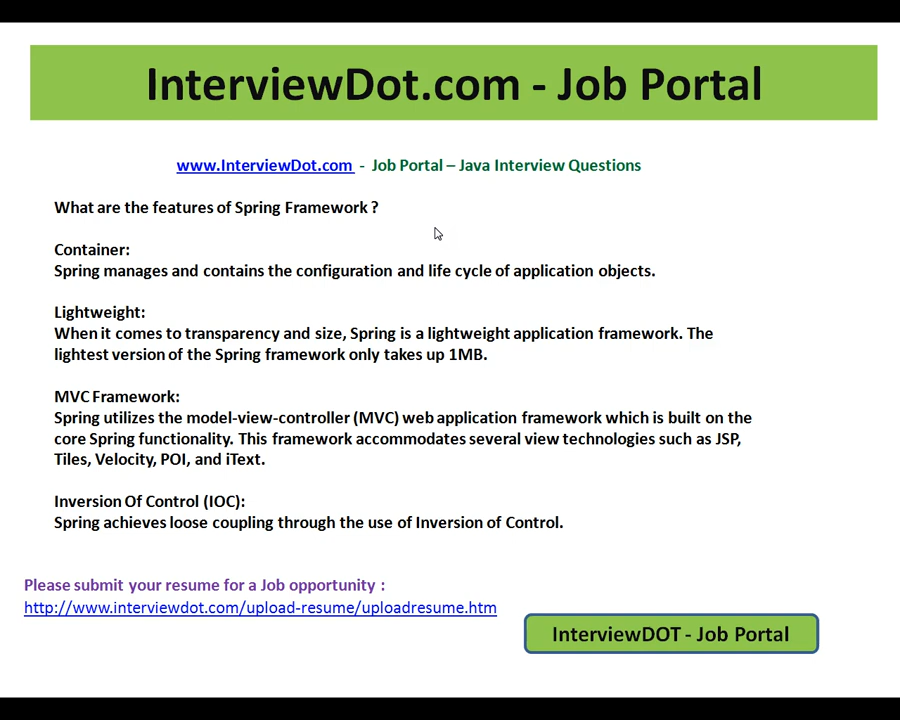 InterviewDot.com - Job Portal
www.InterviewDot.com - Job Portal – Java Interview Questions
What are the features of Spring Framework ?
Container:
Spring manages and contains the configuration and life cycle of application objects.
Lightweight:
When it comes to transparency and size, Spring is a lightweight application framework. The
lightest version of the Spring framework only takes up 1MB.
MVC Framework:
Spring utilizes the model-view-controller (MVC) web application framework which is built on the
core Spring functionality. This framework accommodates several view technologies such as JSP,
Tiles, Velocity, POI, and iText.
Inversion Of Control (IOC):
Spring achieves loose coupling through the use of Inversion of Control.
Please submit your resume for a Job opportunity :
http://www.interviewdot.com/upload-resume/uploadresume.htm
InterviewDOT - Job Portal